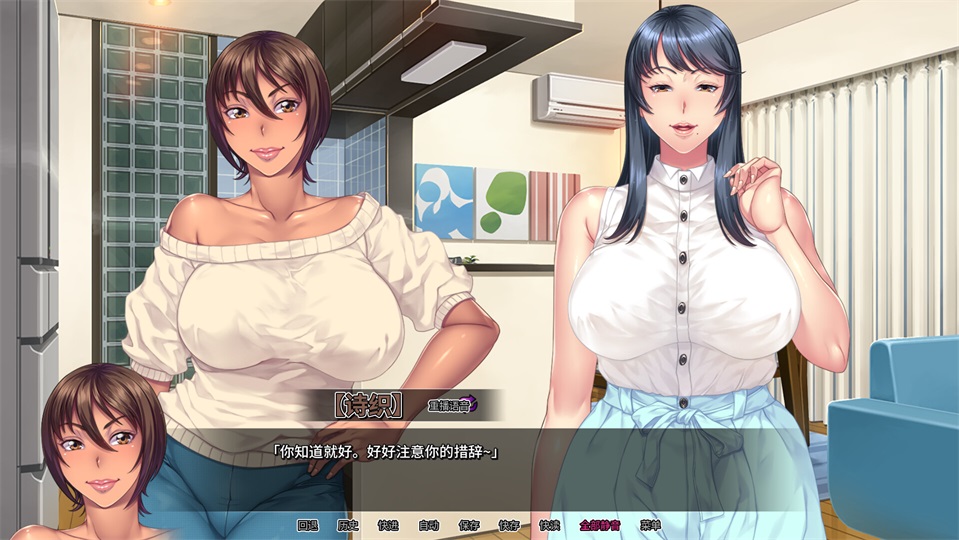 【诗织】
重播语音
「你知道就好。好好注意你的措辞~」
回退 历史 快进 自动 保存 快存 快读 全部静音 菜单